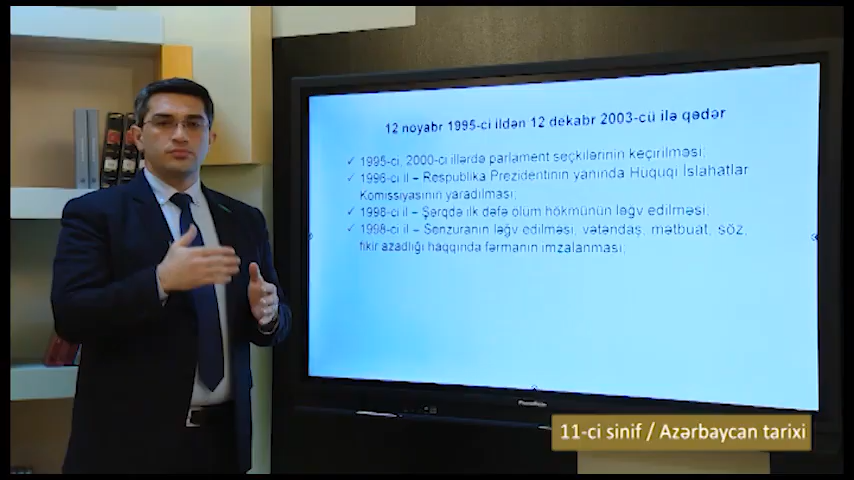 12 noyabr 1995-ci ildən 12 dekabr 2003-cü ilə qədər
✓ 1995-ci, 2000-ci illərdə parlament seçkilərinin keçirilməsi;
✓ 1996-ci il – Respublika Prezidentinin yanında Hüquqi İslahatlar
Komissiyasının yaradılması;
✓ 1998-ci il – Şərqdə ilk dəfə ölüm hökmünün ləğv edilməsi;
✓ 1998-ci il – Senzuranın ləğv edilməsi, vətəndaş, mətbuat, söz,
fikir azadlığı haqqında fərmanın imzalanması;
11-ci sinif / Azərbaycan tarixi